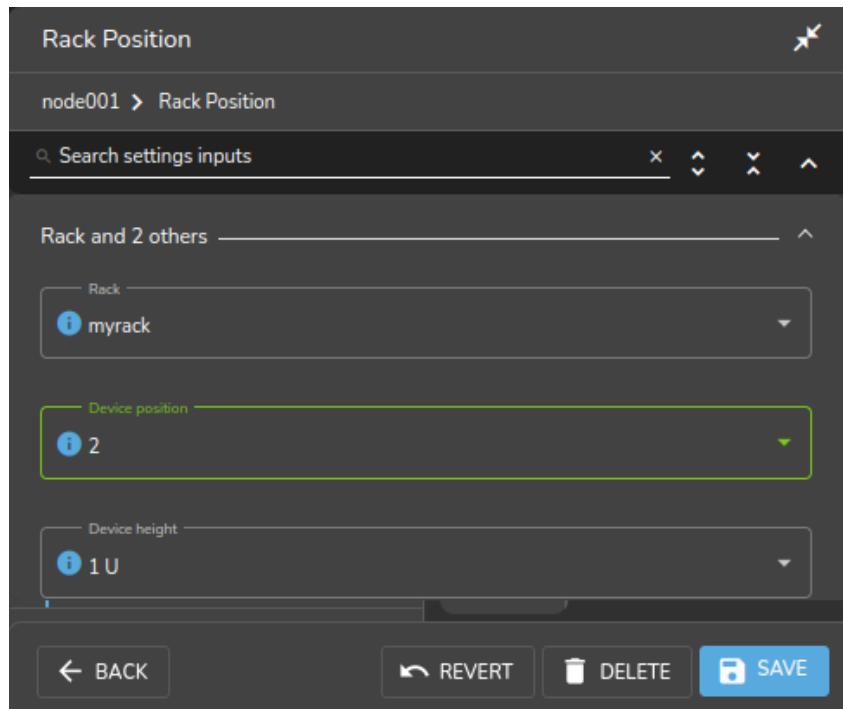 Rack Position
node001 > Rack Position
Search settings inputs
Rack and 2 others
Rack
myrack
Device position
2
Device height
1 U
BACK
REVERT
DELETE
SAVE